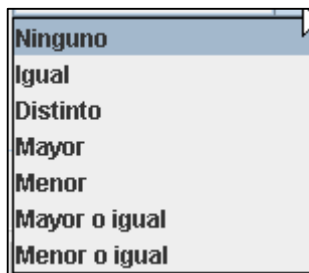 Ninguno
Igual
Distinto
Mayor
Menor
Mayor o igual
Menor o igual